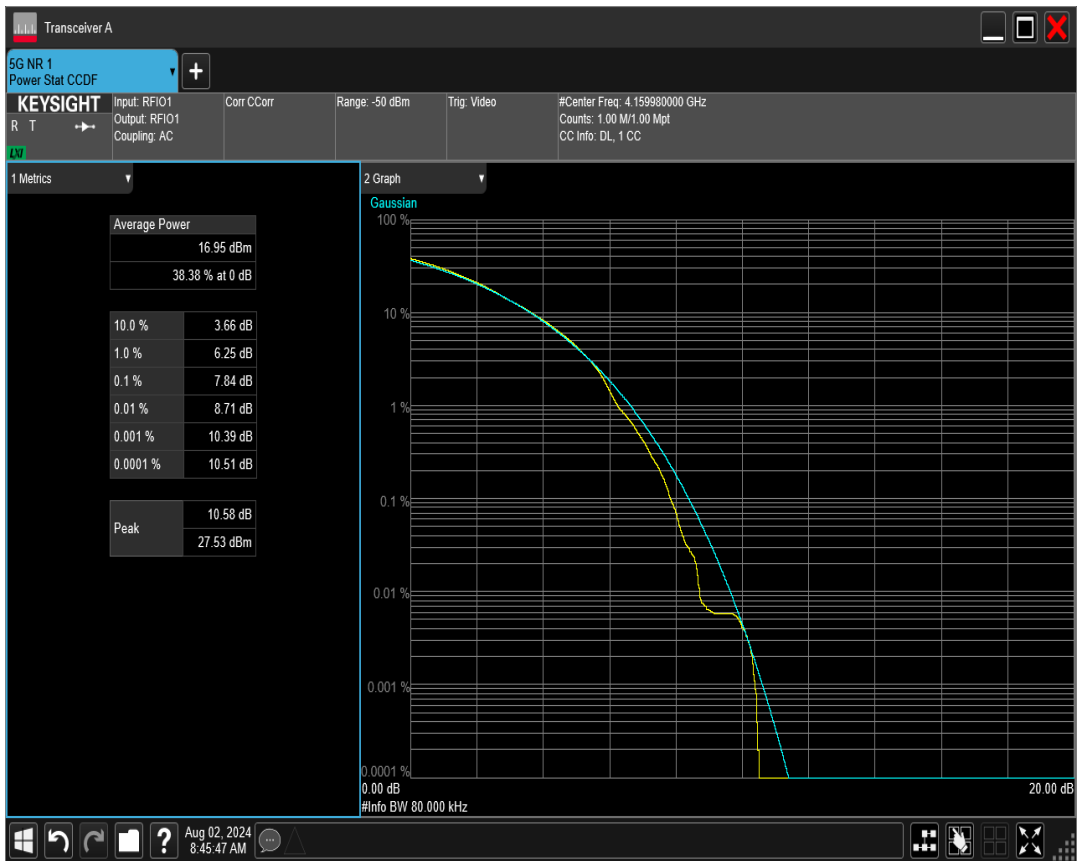 Transceiver A
5G NR 1
Power Stat CCDF
+
KEYSIGHT
R T
LXI
Input: RFIO1
Output: RFIO1
Coupling: AC
Corr CCorr
Range: -50 dBm
Trig: Video
#Center Freq: 4.159980000 GHz
Counts: 1.00 M/1.00 Mpt
CC Info: DL, 1 CC
1 Metrics
Average Power
16.95 dBm
38.38 % at 0 dB
10.0 % 3.66 dB
1.0 % 6.25 dB
0.1 % 7.84 dB
0.01 % 8.71 dB
0.001 % 10.39 dB
0.0001 % 10.51 dB
Peak 10.58 dB
27.53 dBm
2 Graph
Gaussian
100 %
10 %
1 %
0.1 %
0.01 %
0.001 %
0.0001 %
0.00 dB 20.00 dB
#Info BW 80.000 kHz
?
Aug 02, 2024
8:45:47 AM